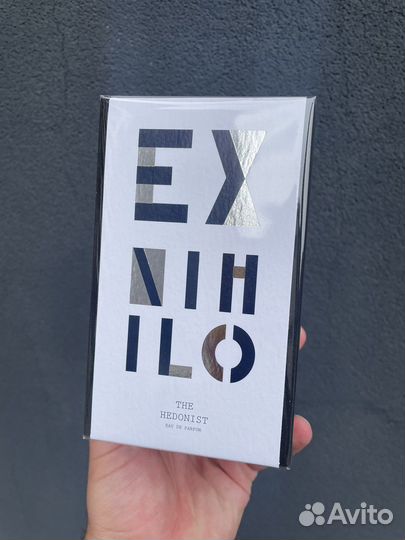 EX
NIH
ILO
THE
HEDONIST
EAU DE PARFUM
Avito